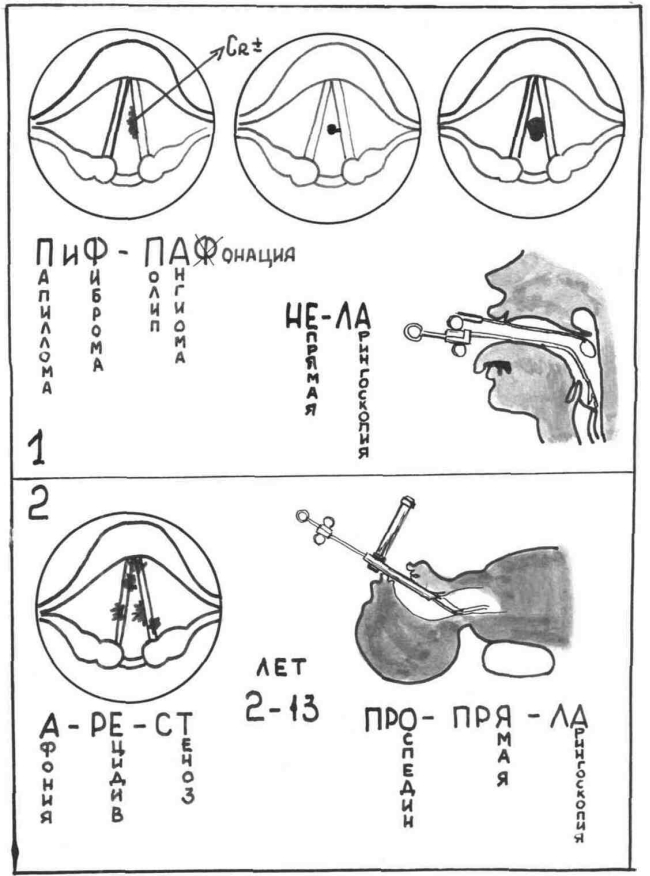 Cr±
ПиФ - ПАФОНАЦИЯ
АПИЛЛОМА
ИБРОМА
ОЛИП
НГИОМА
НЕ-ЛА
ПРЯМАЯ
РИНГОСКОПИЯ
1
2
ЛЕТ
2-13
А - РЕ - СТ
ФОНИЯ
ЦИДИВ
ЕНОЗ
ПРО- ПРЯ - ЛА
СПЕДИН
МАЯ
РИНГОСКОПИЯ